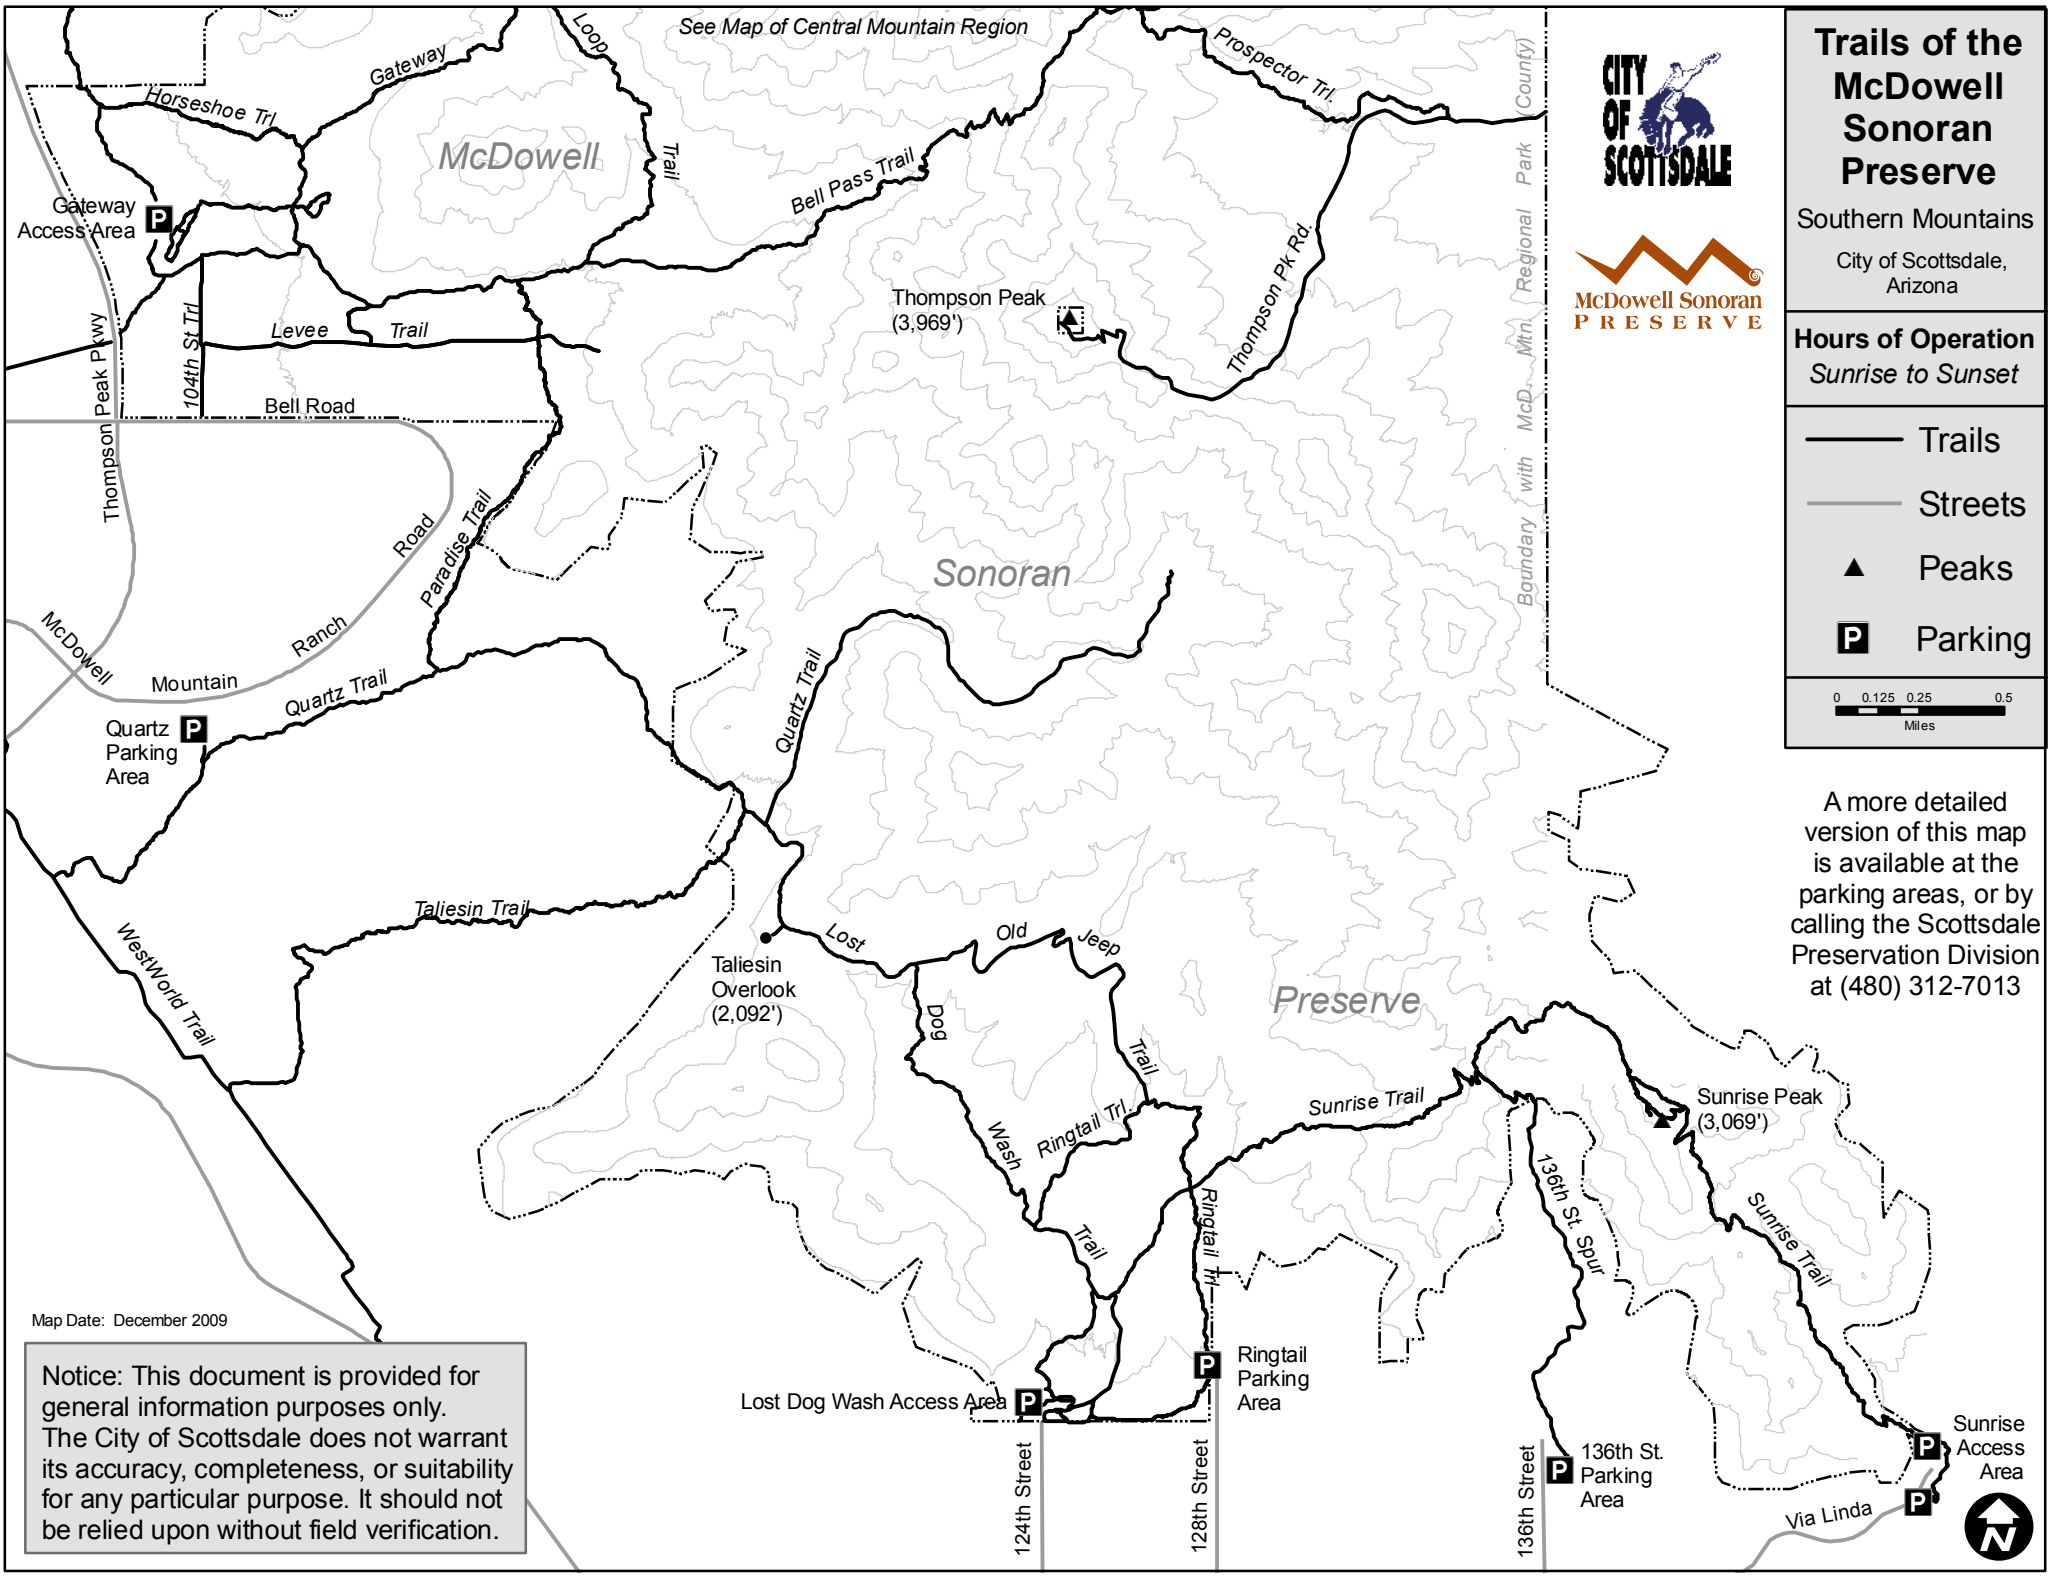 See Map of Central Mountain Region
Loop
Trail
Gateway
Horseshoe Trl.
McDowell
Bell Pass Trail
Prospector Trl.
Gateway
Access Area
P
Thompson Peak
(3,969')
Thompson Pk Rd.
Boundary with McD. Mtn. Regional Park (County)
104th St Trl
Levee Trail
Bell Road
Thompson Peak Pkwy
Paradise Trail
McDowell
Mountain
Ranch
Road
Sonoran
Quartz Trail
Quartz Trail
Quartz
Parking
Area
P
Taliesin Trail
WestWorld Trail
Taliesin
Overlook
(2,092')
Lost
Dog
Wash
Trail
Old
Jeep
Trail
Preserve
Ringtail Trl.
Ringtail Trl
Sunrise Trail
Sunrise Peak
(3,069')
136th St. Spur
Sunrise Trail
Lost Dog Wash Access Area
P
P
Ringtail
Parking
Area
P
136th St.
Parking
Area
P
P
Sunrise
Access
Area
Via Linda
124th Street
128th Street
136th Street
N
Map Date: December 2009
Notice: This document is provided for
general information purposes only.
The City of Scottsdale does not warrant
its accuracy, completeness, or suitability
for any particular purpose. It should not
be relied upon without field verification.
CITY
OF
SCOTTSDALE
McDowell Sonoran
PRESERVE
Trails of the
McDowell
Sonoran
Preserve
Southern Mountains
City of Scottsdale,
Arizona
Hours of Operation
Sunrise to Sunset
Trails
Streets
Peaks
P Parking
0 0.125 0.25 0.5
Miles
A more detailed
version of this map
is available at the
parking areas, or by
calling the Scottsdale
Preservation Division
at (480) 312-7013